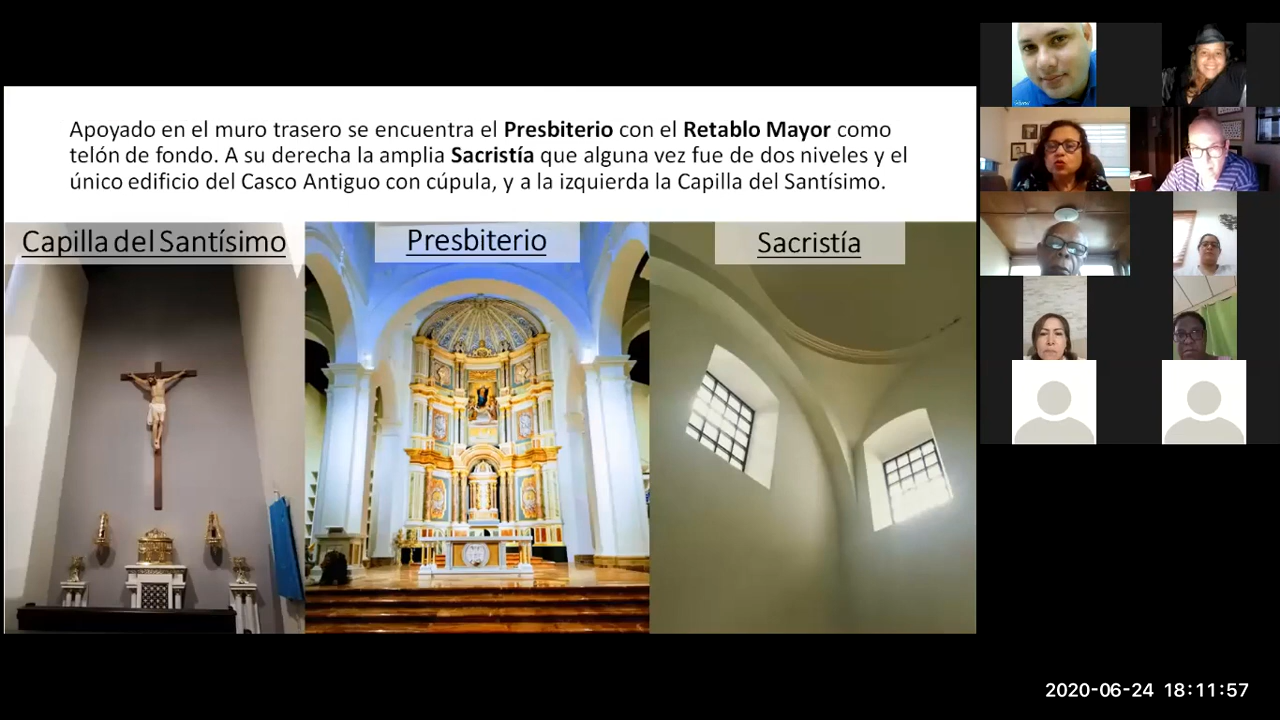 Apoyado en el muro trasero se encuentra el Presbiterio con el Retablo Mayor como
telón de fondo. A su derecha la amplia Sacristía que alguna vez fue de dos niveles y el
único edificio del Casco Antiguo con cúpula, y a la izquierda la Capilla del Santísimo.
Capilla del Santísimo
Presbiterio
Sacristía
2020-06-24 18:11:57